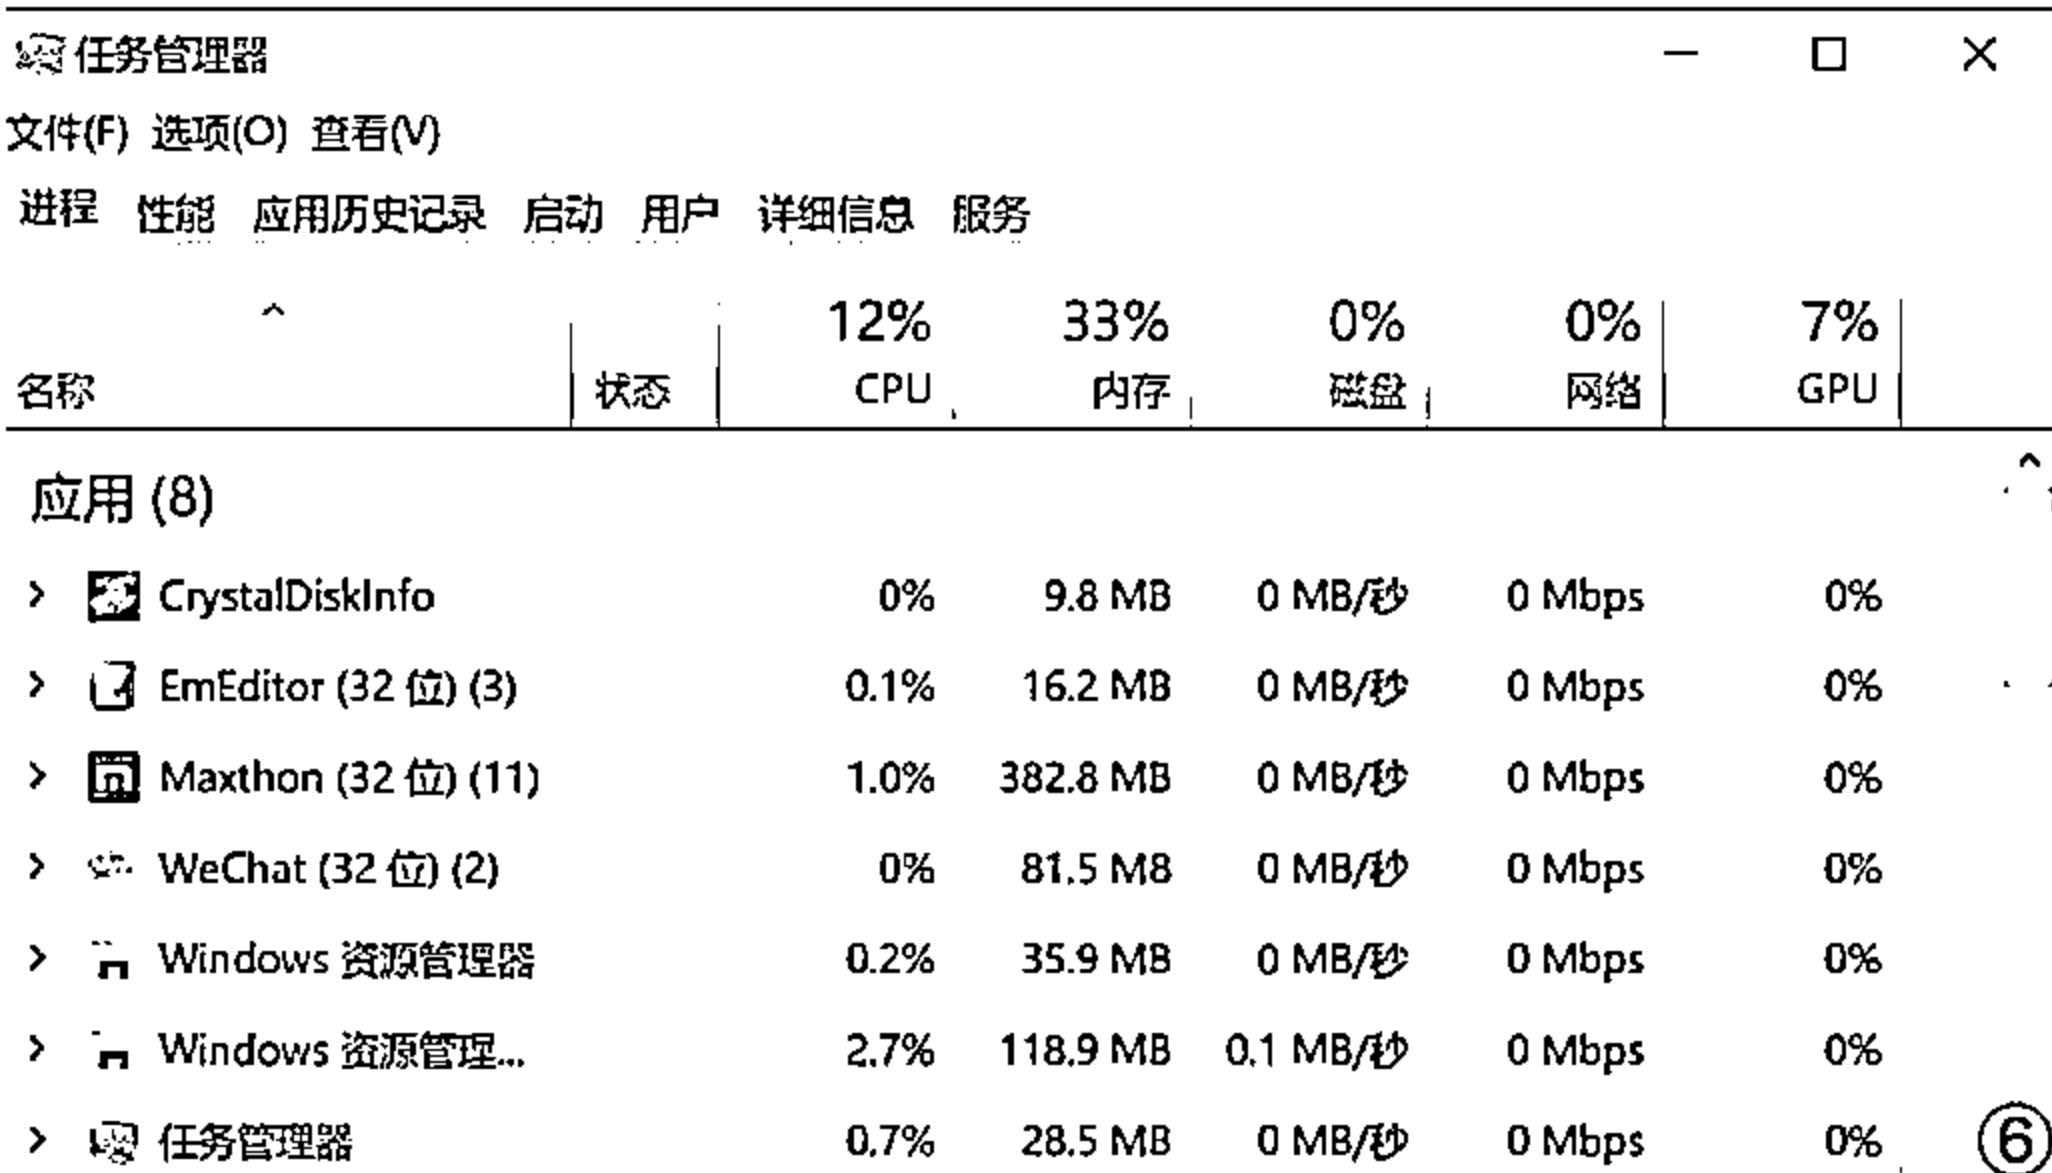 任务管理器
文件(F) 选项(O) 查看(V)
进程 性能 应用历史记录 启动 用户 详细信息 服务
12% 33% 0% 0% 7%
名称 状态 CPU 内存 磁盘 网络 GPU
应用 (8)
CrystalDiskInfo 0% 9.8 MB 0 MB/秒 0 Mbps 0%
EmEditor (32 位) (3) 0.1% 16.2 MB 0 MB/秒 0 Mbps 0%
Maxthon (32 位) (11) 1.0% 382.8 MB 0 MB/秒 0 Mbps 0%
WeChat (32 位) (2) 0% 81.5 MB 0 MB/秒 0 Mbps 0%
Windows 资源管理器 0.2% 35.9 MB 0 MB/秒 0 Mbps 0%
Windows 资源管理... 2.7% 118.9 MB 0.1 MB/秒 0 Mbps 0%
任务管理器 0.7% 28.5 MB 0 MB/秒 0 Mbps 0% ⑥